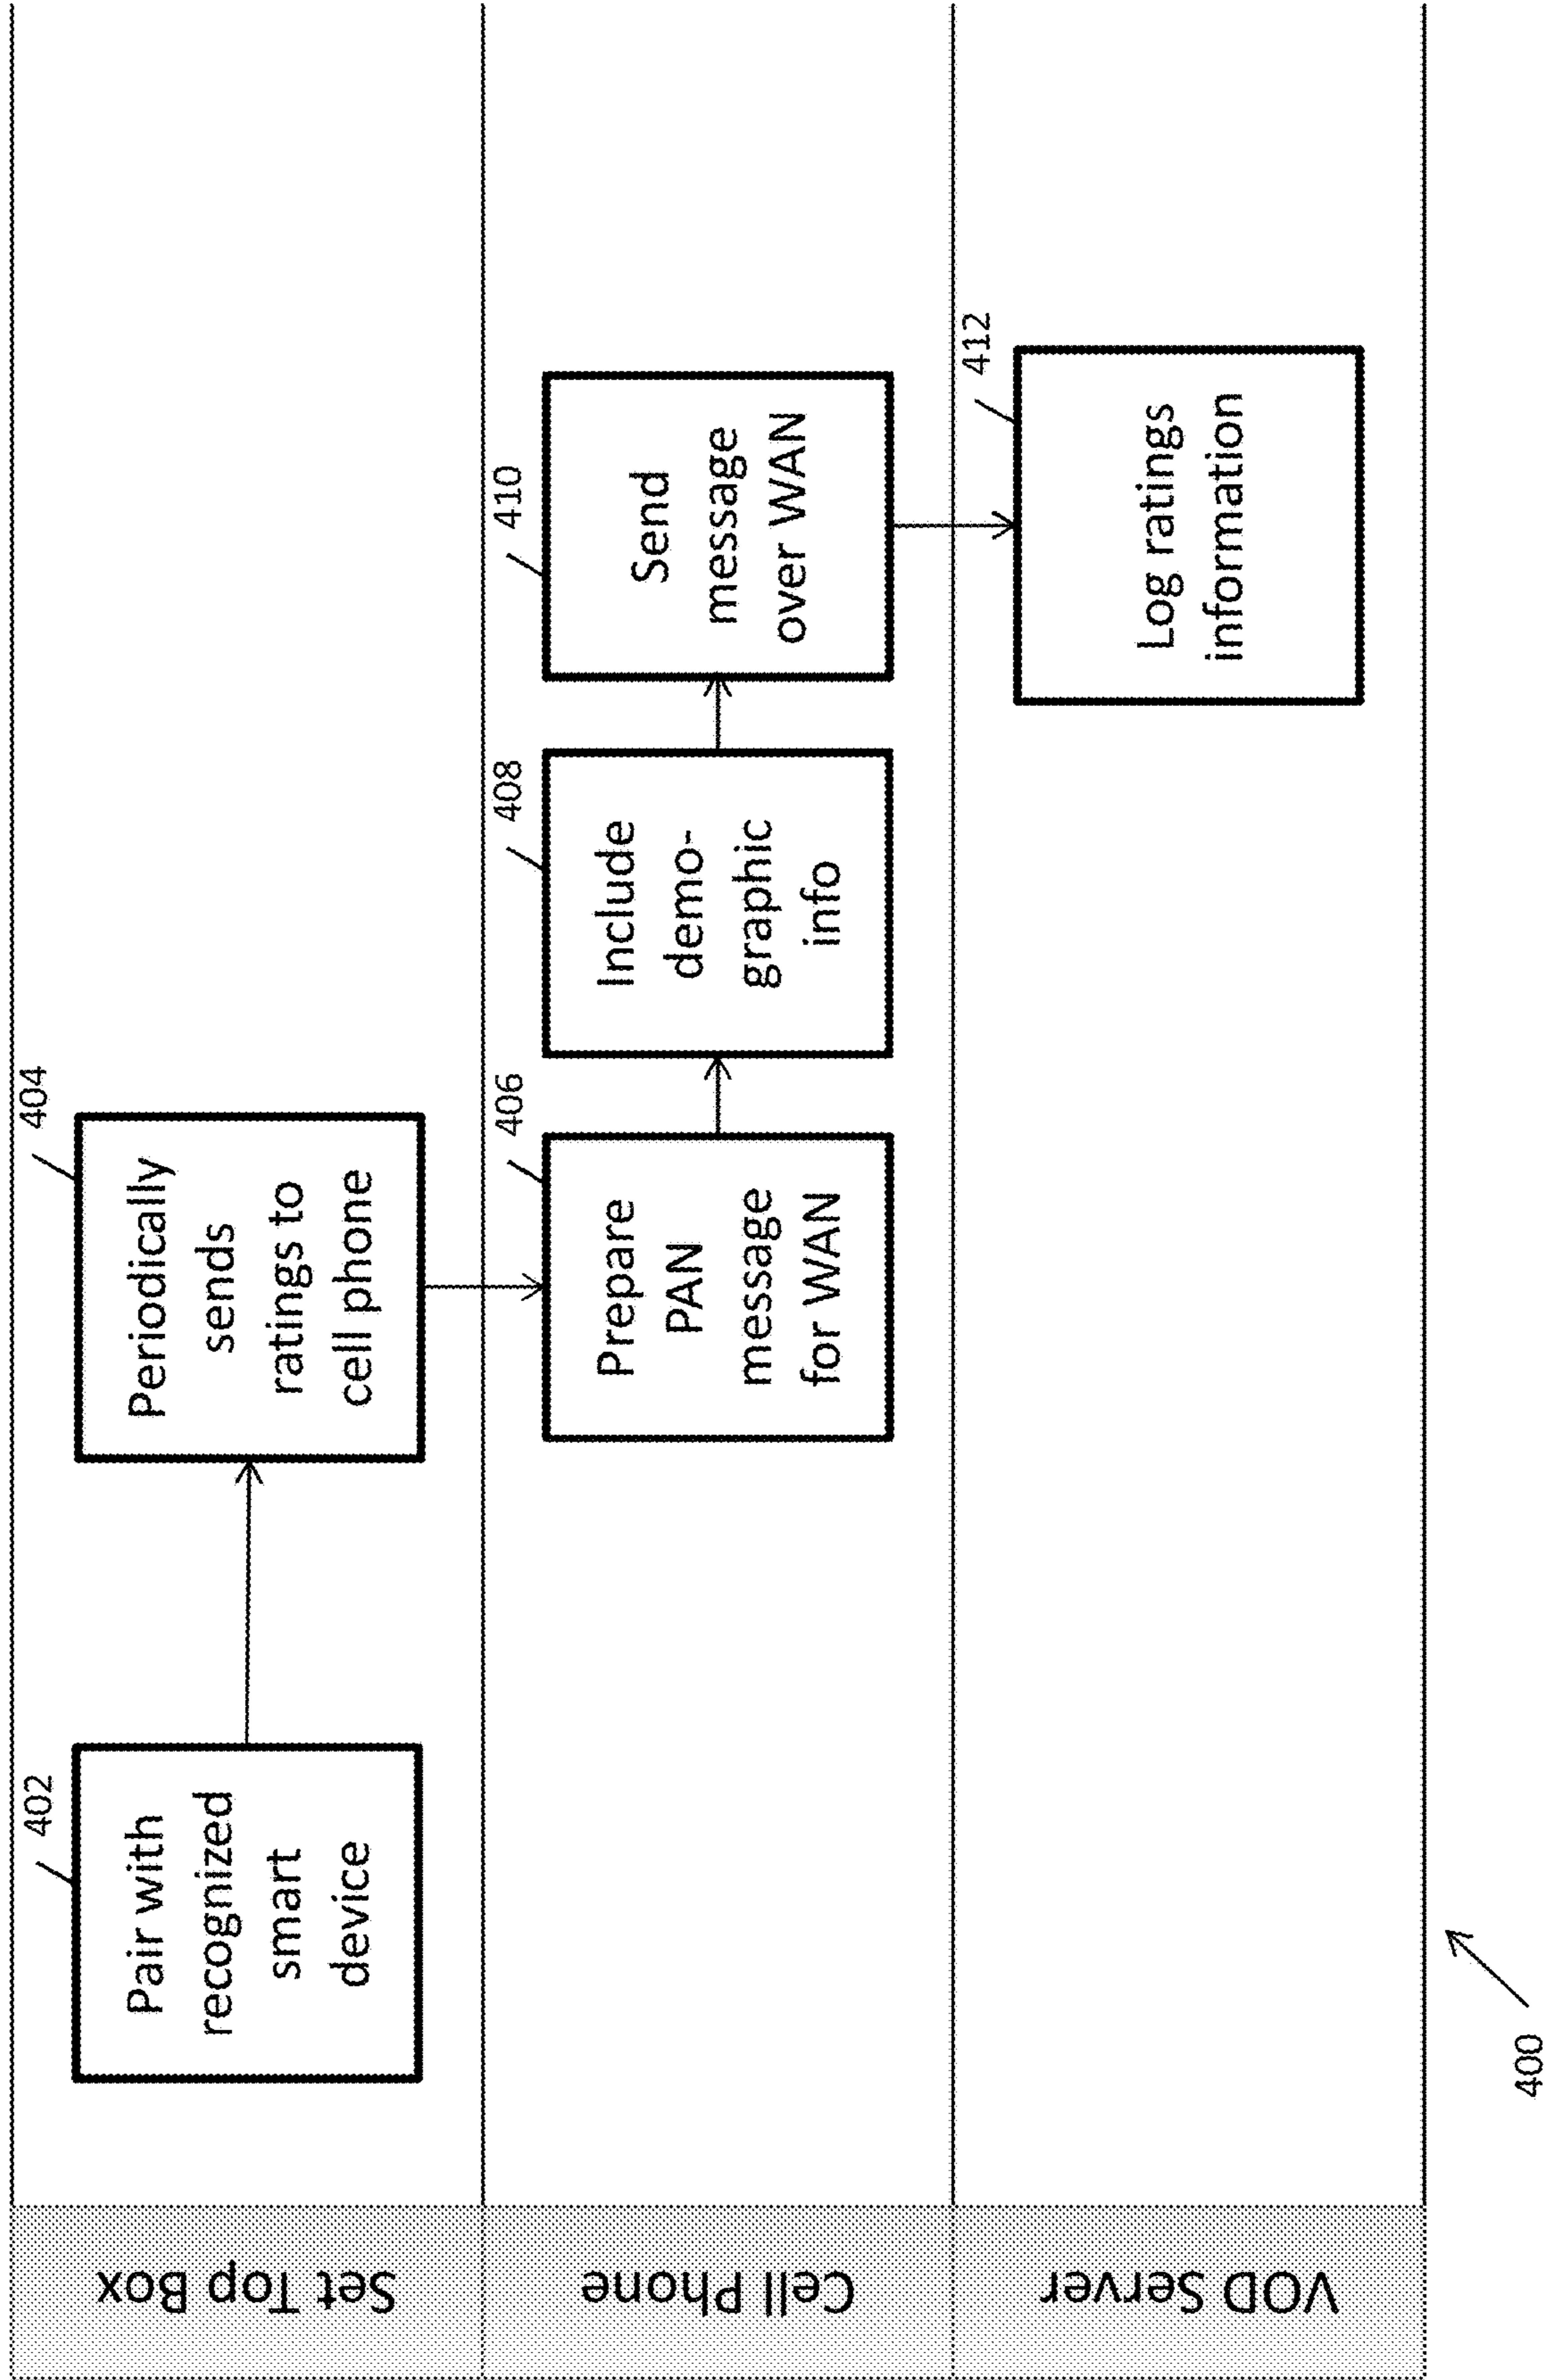 Set Top Box
402
Pair with
recognized
smart
device
404
Periodically
sends
ratings to
cell phone
Cell Phone
406
Prepare
PAN
message
for WAN
408
Include
demo-
graphic
info
410
Send
message
over WAN
VOD Server
412
Log ratings
information
400